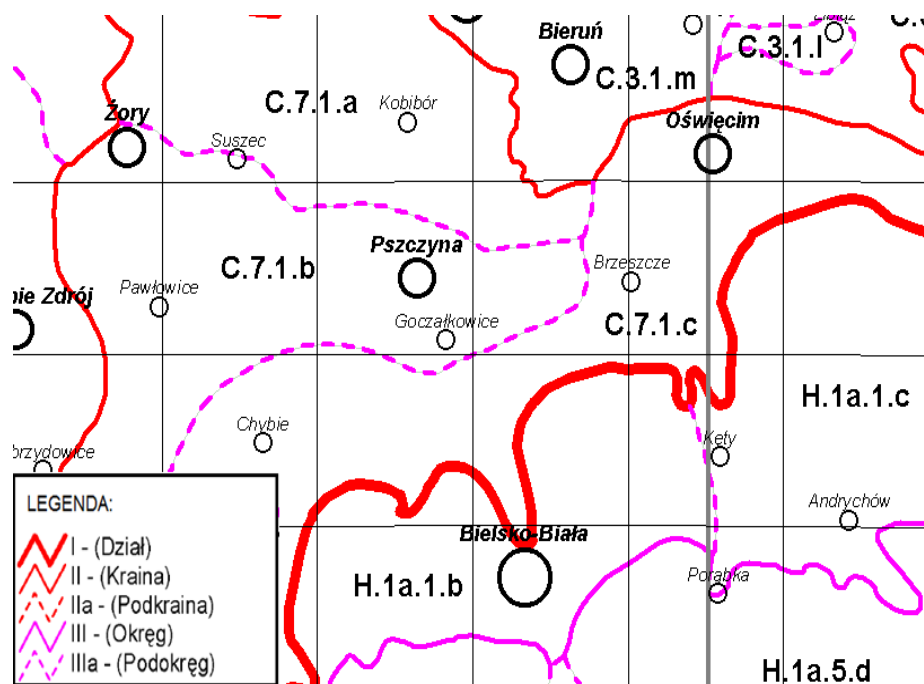 Bieruń
C.3.1.l
C.7.1.a
C.3.1.m
Kobibór
Żory
Suszec
Oświęcim
Pszczyna
C.7.1.b
Brzeszcze
Pawłowice
Zdrój
Goczałkowice
C.7.1.c
H.1a.1.c
Chybie
Kęty
LEGENDA:
Andrychów
I - (Dział)
Bielsko-Biała
II - (Kraina)
H.1a.1.b
Porąbka
IIa - (Podkraina)
III - (Okręg)
IIIa - (Podokręg)
H.1a.5.d